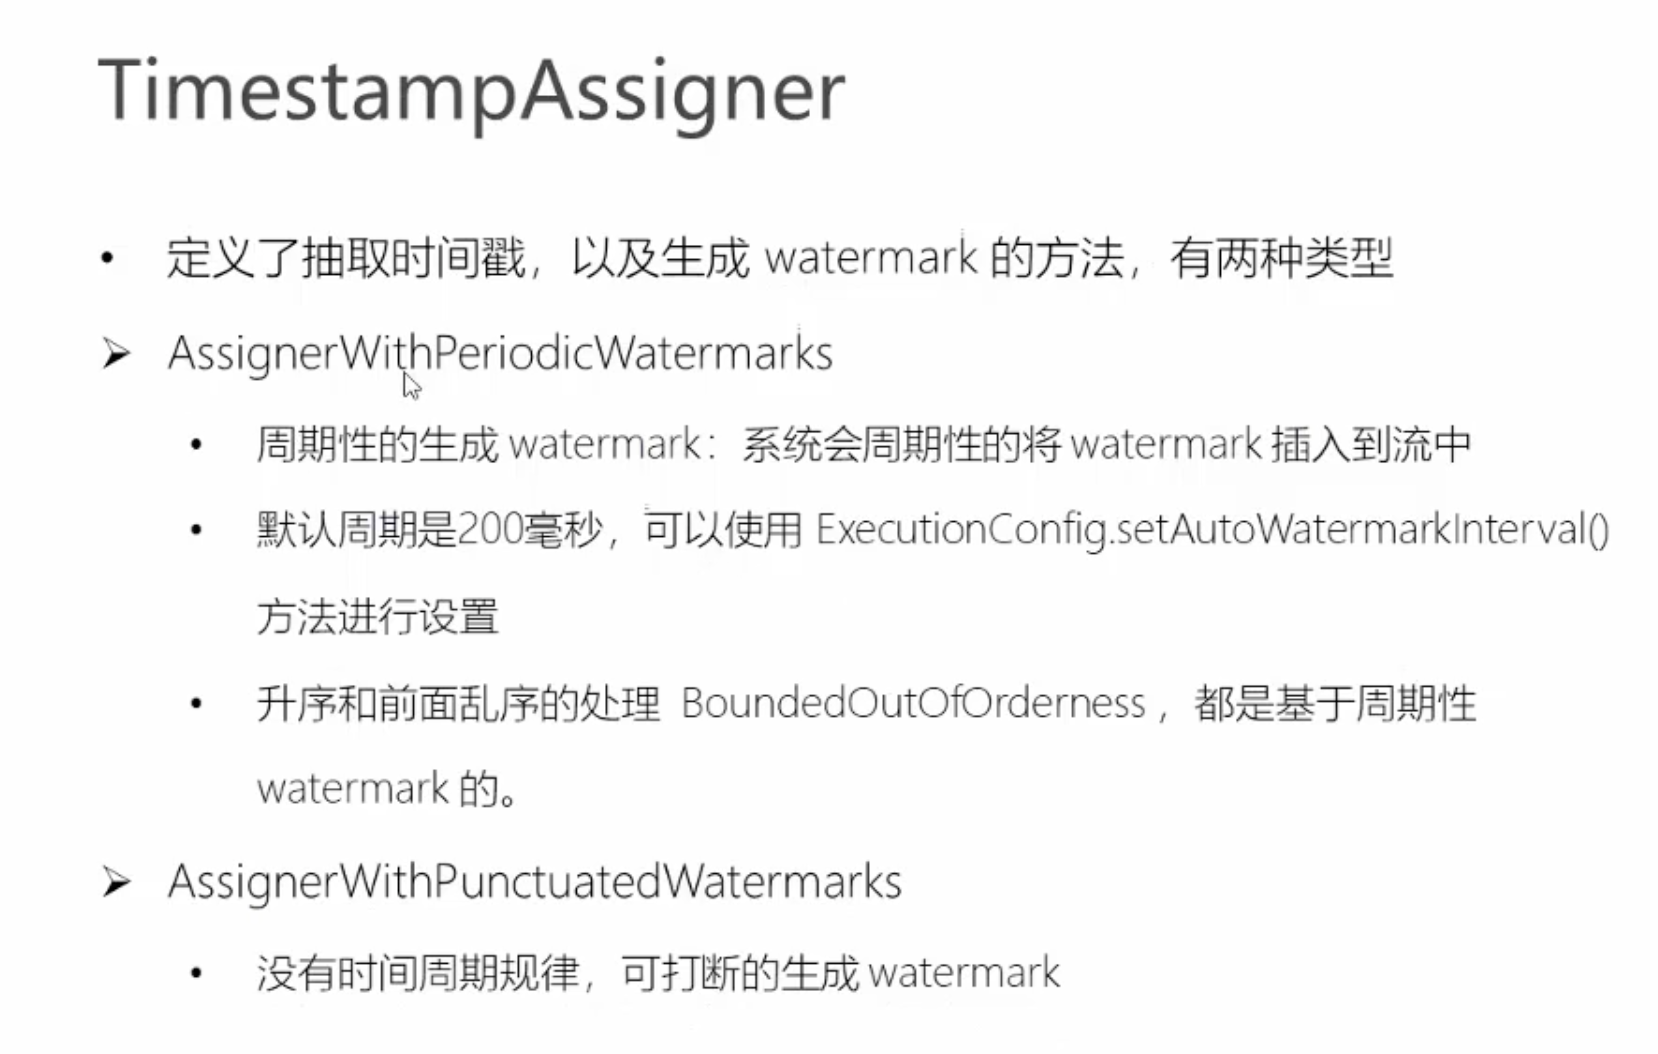 TimestampAssigner
• 定义了抽取时间戳，以及生成 watermark 的方法，有两种类型
➢ AssignerWithPeriodicWatermarks
• 周期性的生成 watermark：系统会周期性的将 watermark 插入到流中
• 默认周期是200毫秒，可以使用 ExecutionConfig.setAutoWatermarkInterval()
方法进行设置
• 升序和前面乱序的处理 BoundedOutOfOrderness ，都是基于周期性
watermark 的。
➢ AssignerWithPunctuatedWatermarks
• 没有时间周期规律，可打断的生成 watermark